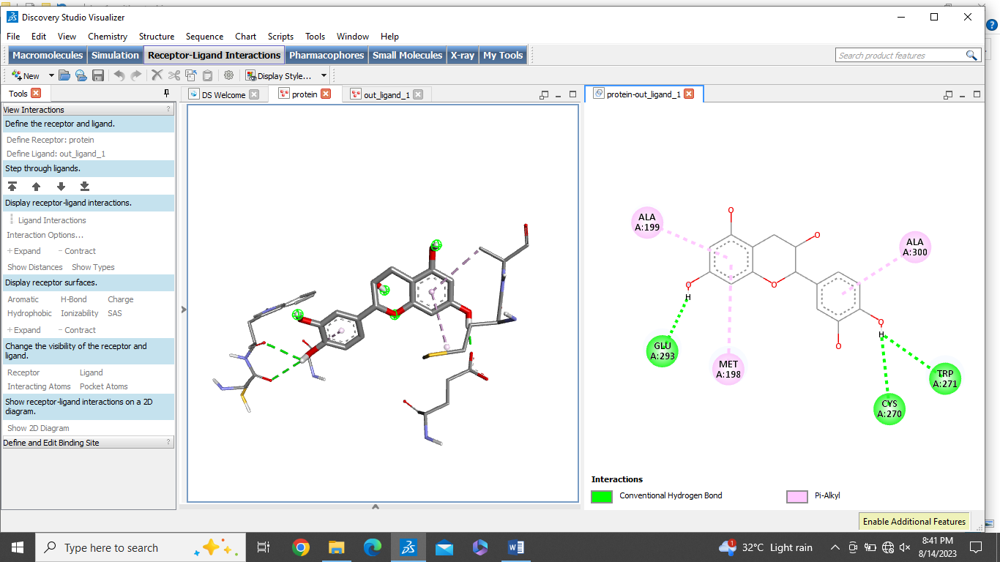 Discovery Studio Visualizer
File Edit View Chemistry Structure Sequence Chart Scripts Tools Window Help
Macromolecules Simulation Receptor-Ligand Interactions Pharmacophores Small Molecules X-ray My Tools
Search product features
New Display Style...
Tools
DS Welcome protein out_ligand_1
protein-out_ligand_1
View Interactions ?
Define the receptor and ligand.
Define Receptor: protein
Define Ligand: out_ligand_1
Step through ligands.
Display receptor-ligand interactions.
Ligand Interactions
Interaction Options...
+Expand -Contract
Show Distances Show Types
Display receptor surfaces.
Aromatic H-Bond Charge
Hydrophobic Ionizability SAS
+Expand -Contract
Change the visibility of the receptor and
ligand.
Receptor Ligand
Interacting Atoms Pocket Atoms
Show receptor-ligand interactions on a 2D
diagram.
Show 2D Diagram
Define and Edit Binding Site ?
O
O
ALA
A:199
ALA
A:300
O
H
O
GLU
A:293
MET
A:198
O
H
O
TRP
A:271
CYS
A:270
Interactions
Conventional Hydrogen Bond
Pi-Alkyl
Enable Additional Features
Type here to search
W
1
32°C Light rain
8:41 PM
8/14/2023